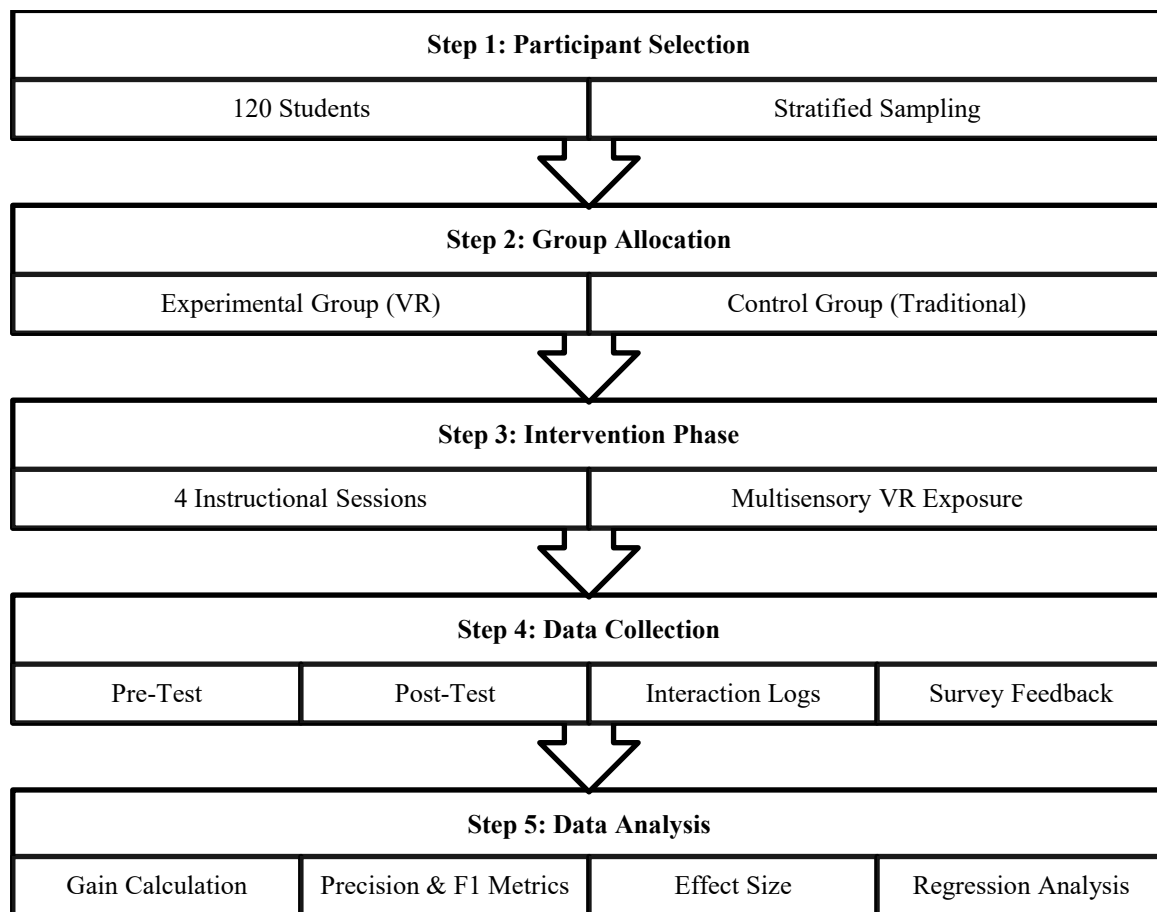 Step 1: Participant Selection
120 Students
Stratified Sampling
Step 2: Group Allocation
Experimental Group (VR)
Control Group (Traditional)
Step 3: Intervention Phase
4 Instructional Sessions
Multisensory VR Exposure
Step 4: Data Collection
Pre-Test
Post-Test
Interaction Logs
Survey Feedback
Step 5: Data Analysis
Gain Calculation
Precision & F1 Metrics
Effect Size
Regression Analysis